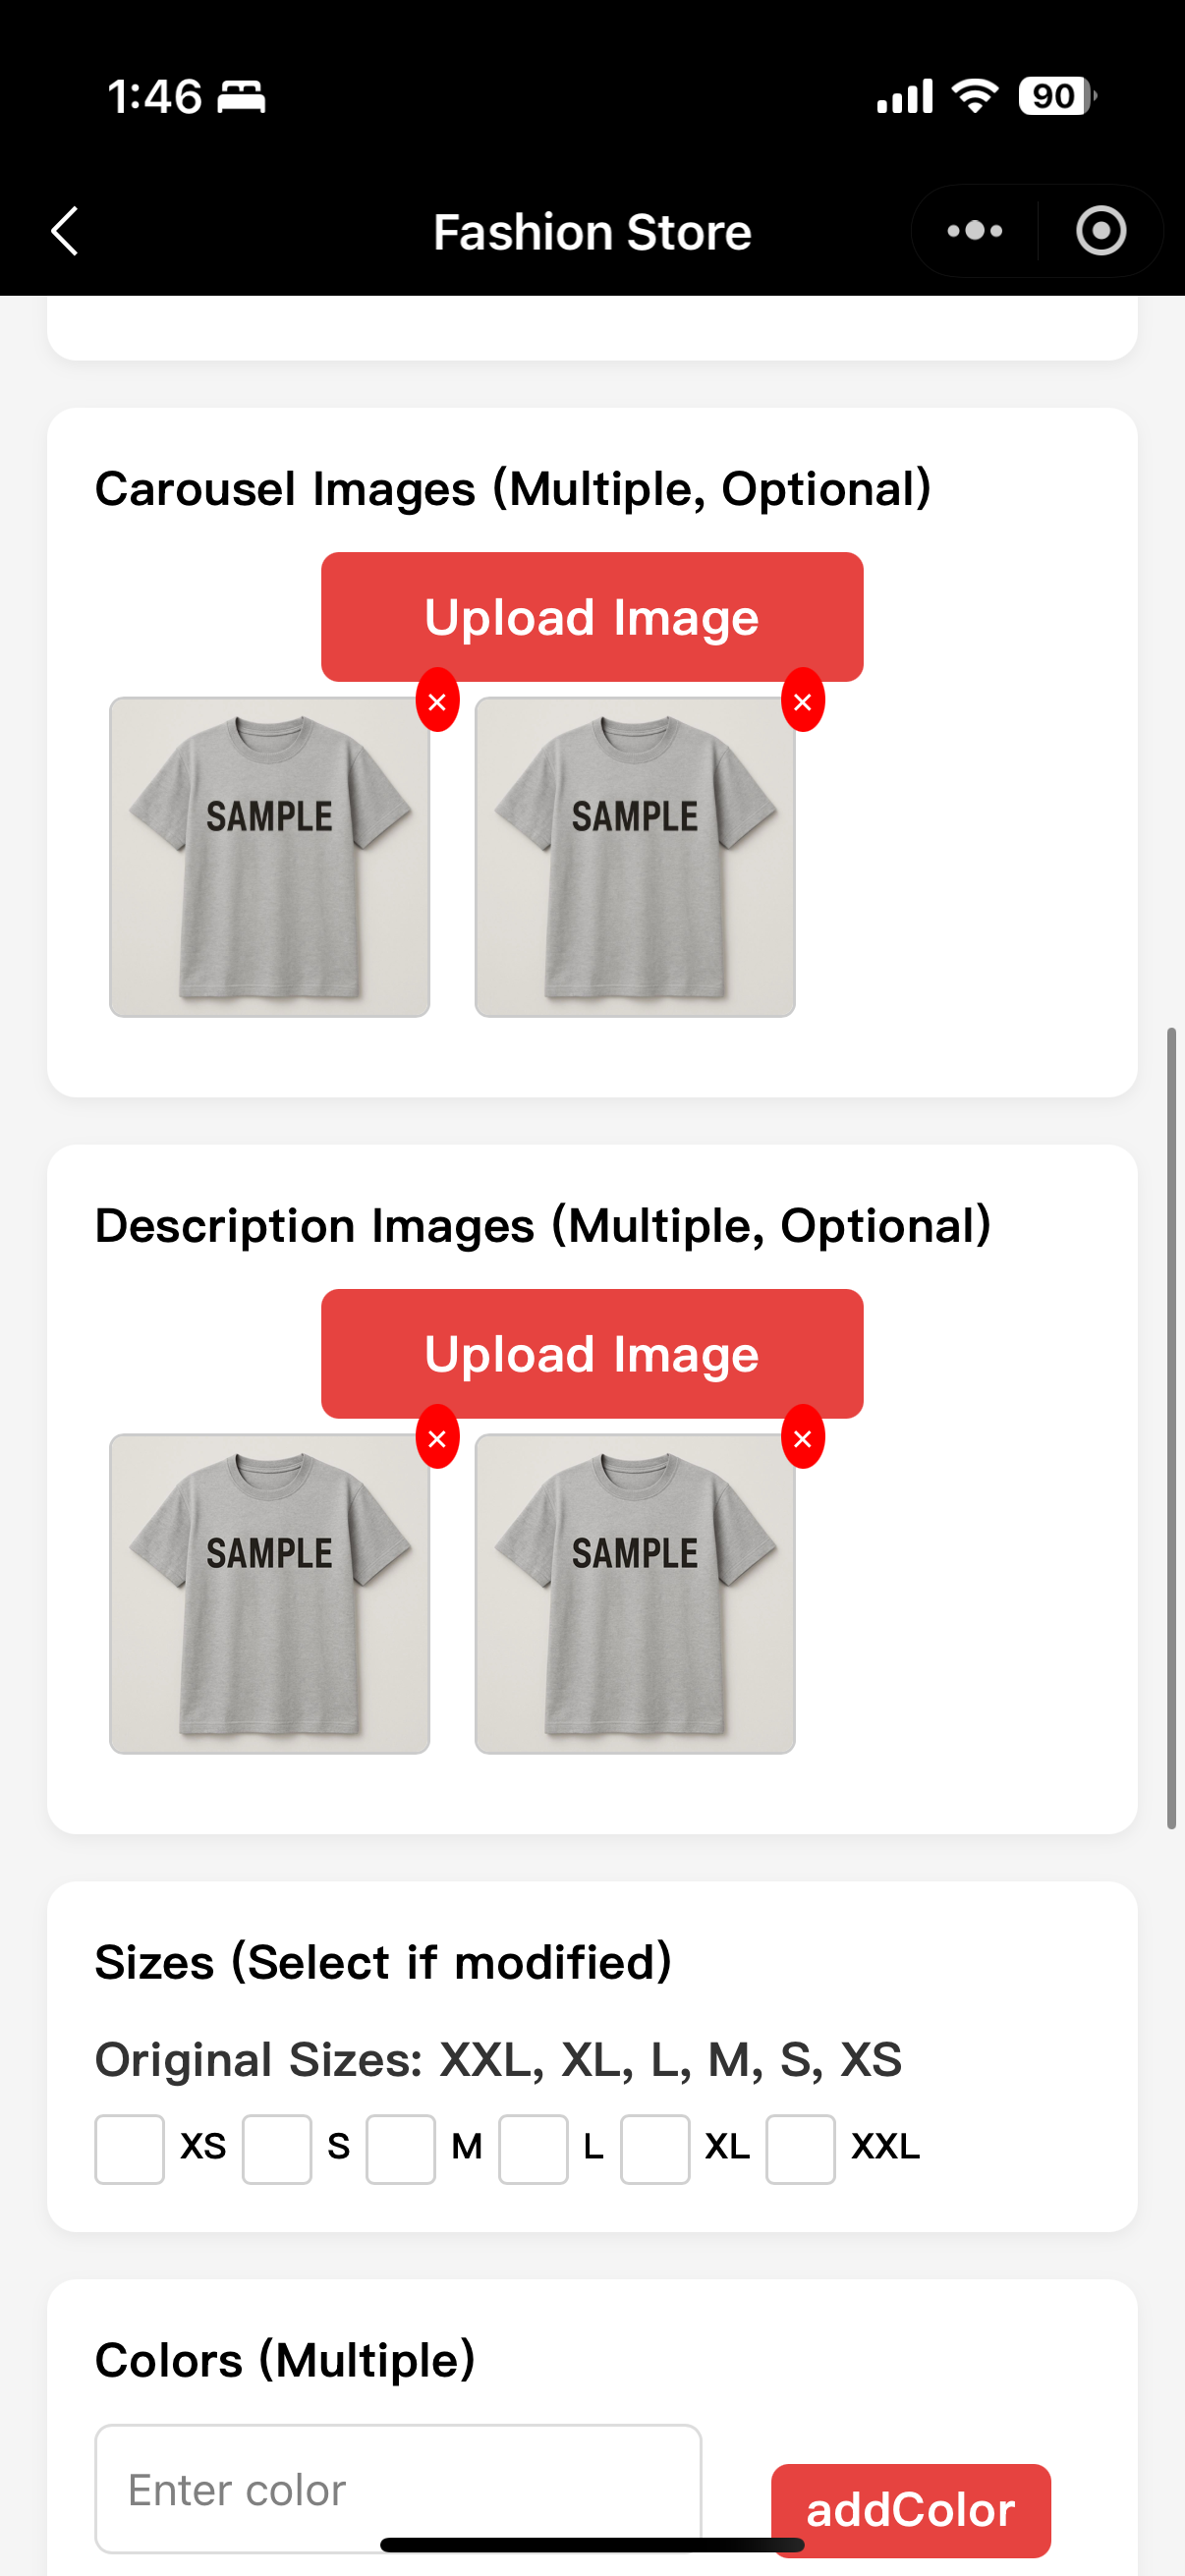 1:46
90
Fashion Store
Carousel Images (Multiple, Optional)
Upload Image
× ×
SAMPLE SAMPLE
Description Images (Multiple, Optional)
Upload Image
× ×
SAMPLE SAMPLE
Sizes (Select if modified)
Original Sizes: XXL, XL, L, M, S, XS
XS S M L XL XXL
Colors (Multiple)
Enter color
addColor